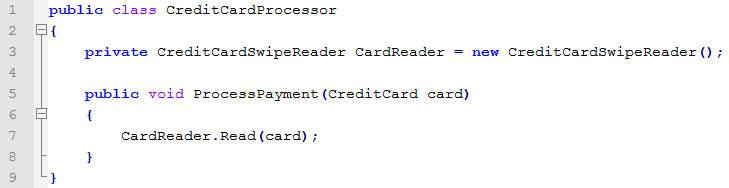 1 public class CreditCardProcessor
2 {
3 private CreditCardSwipeReader CardReader = new CreditCardSwipeReader();
4
5 public void ProcessPayment(CreditCard card)
6 {
7 CardReader.Read(card);
8 }
9 }